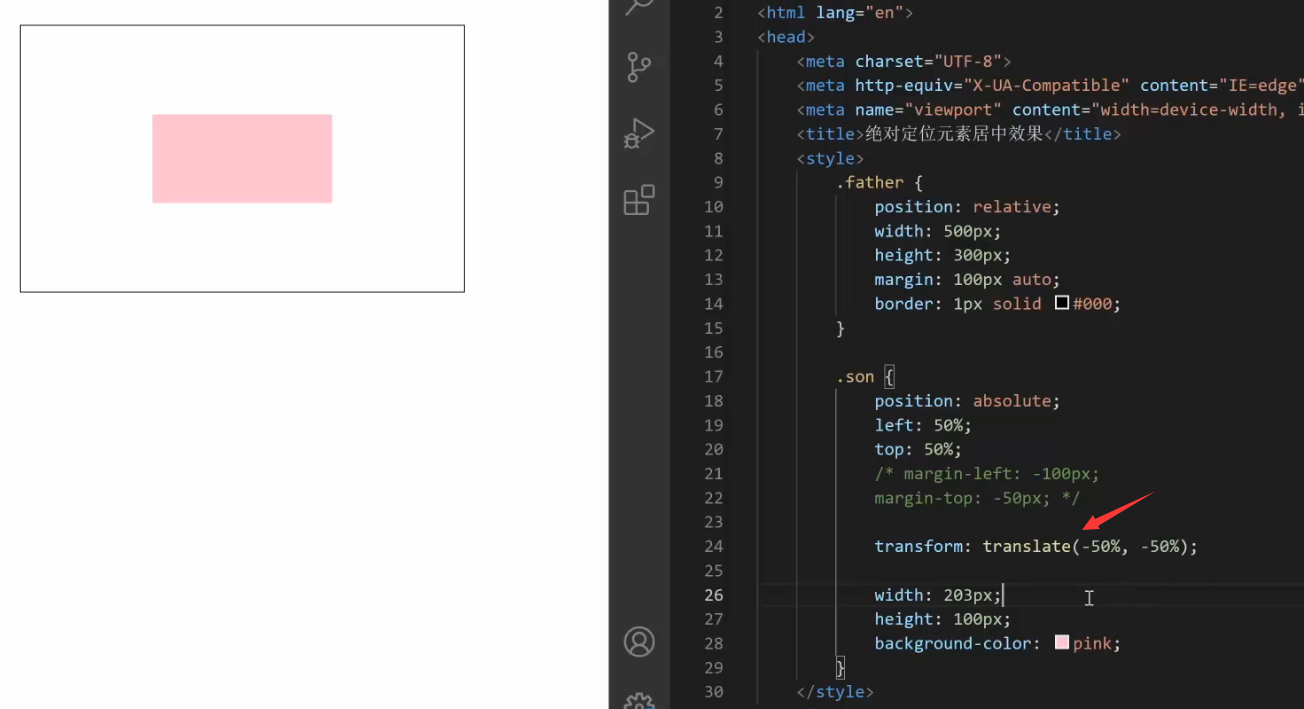 2 <html lang="en">
3 <head>
4 <meta charset="UTF-8">
5 <meta http-equiv="X-UA-Compatible" content="IE=edge"
6 <meta name="viewport" content="width=device-width, i
7 <title>绝对定位元素居中效果</title>
8 <style>
9 .father {
10 position: relative;
11 width: 500px;
12 height: 300px;
13 margin: 100px auto;
14 border: 1px solid #000;
15 }
16
17 .son {
18 position: absolute;
19 left: 50%;
20 top: 50%;
21 /* margin-left: -100px;
22 margin-top: -50px; */
23
24 transform: translate(-50%, -50%);
25
26 width: 203px;
27 height: 100px;
28 background-color: pink;
29 }
30 </style>